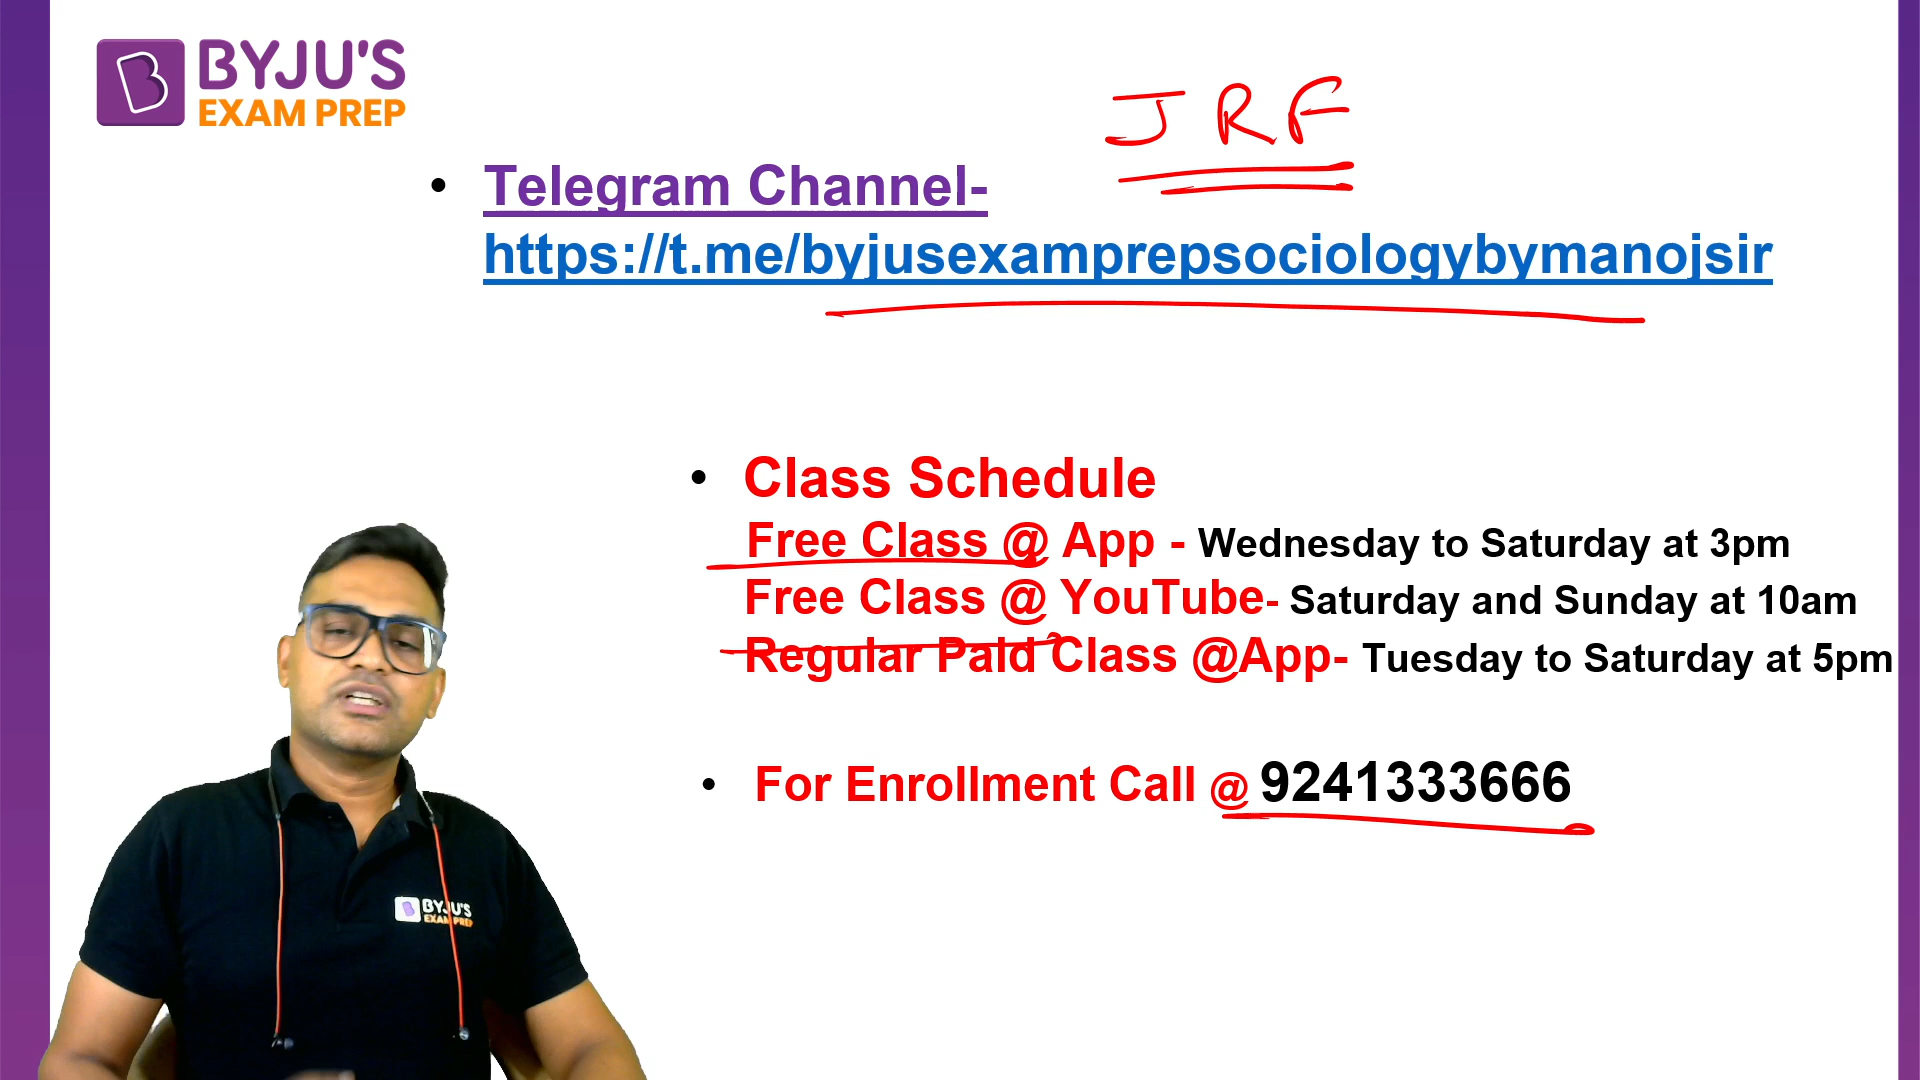 BYJU'S
EXAM PREP
JRF
• Telegram Channel-
https://t.me/byjusexamprepsociologybymanojsir
• Class Schedule
Free Class @ App - Wednesday to Saturday at 3pm
Free Class @ YouTube- Saturday and Sunday at 10am
Regular Paid Class @App- Tuesday to Saturday at 5pm
• For Enrollment Call @ 9241333666
BYJU'S
EXAM PREP